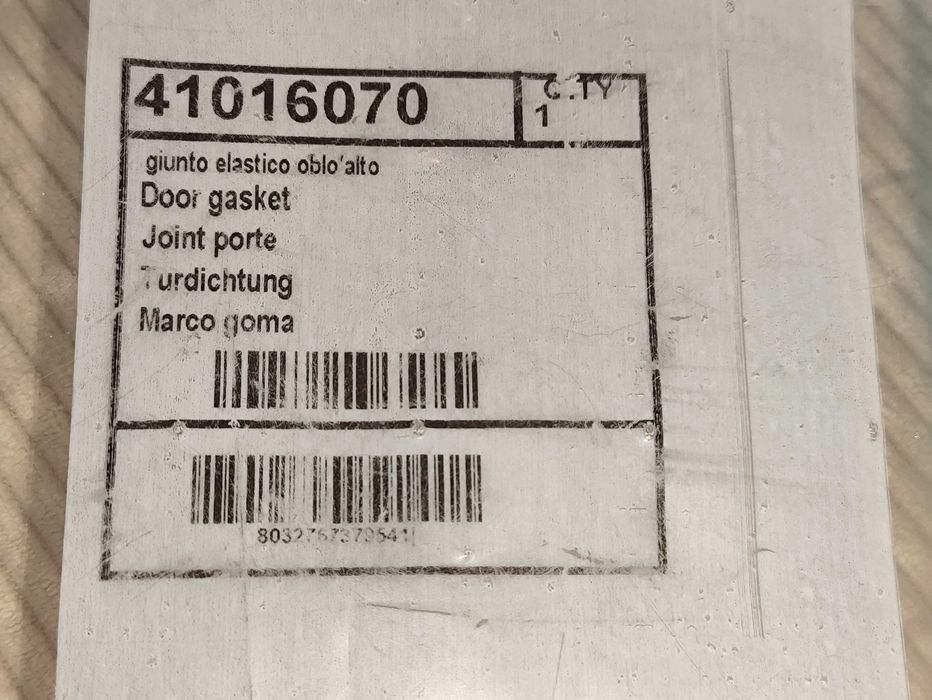 41016070
Q.TY
1
giunto elastico oblo'alto
Door gasket
Joint porte
Turdichtung
Marco goma